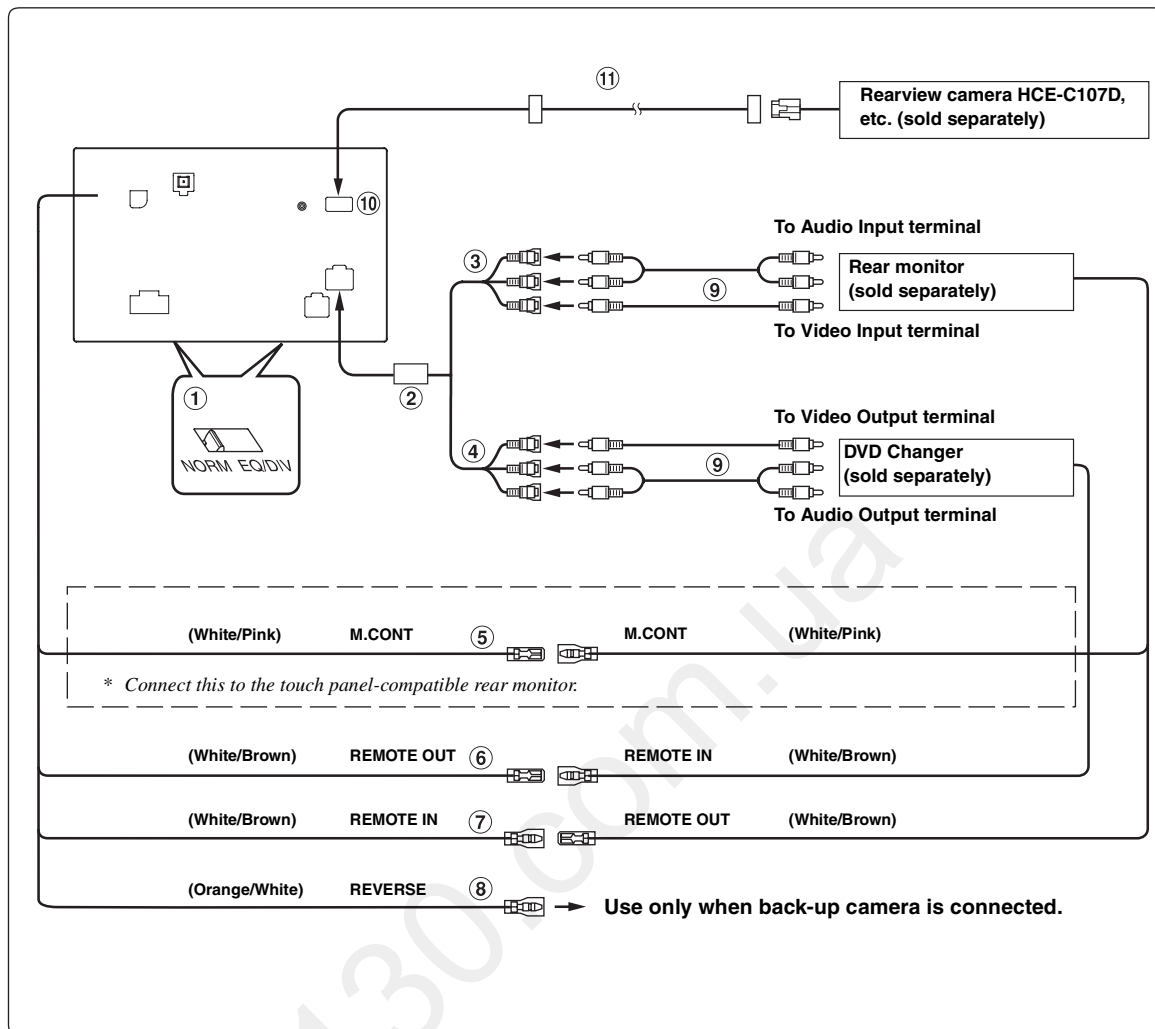 ⑪
Rearview camera HCE-C107D,
etc. (sold separately)
⑩
To Audio Input terminal
③
Rear monitor
(sold separately)
⑨
To Video Input terminal
①
②
NORM EQ/DIV
To Video Output terminal
④
DVD Changer
(sold separately)
⑨
To Audio Output terminal
(White/Pink) M.CONT ⑤ M.CONT (White/Pink)
* Connect this to the touch panel-compatible rear monitor.
(White/Brown) REMOTE OUT ⑥ REMOTE IN (White/Brown)
(White/Brown) REMOTE IN ⑦ REMOTE OUT (White/Brown)
(Orange/White) REVERSE ⑧
Use only when back-up camera is connected.
130.com.ua